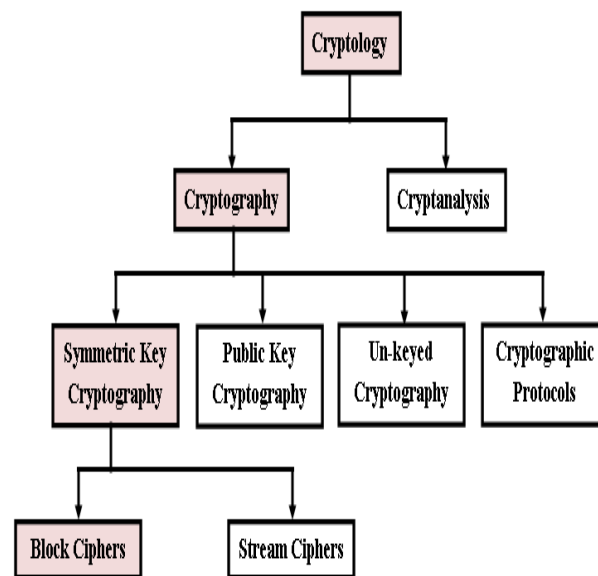 Cryptology
Cryptography
Cryptanalysis
Symmetric Key
Cryptography
Public Key
Cryptography
Un-keyed
Cryptography
Cryptographic
Protocols
Block Ciphers
Stream Ciphers